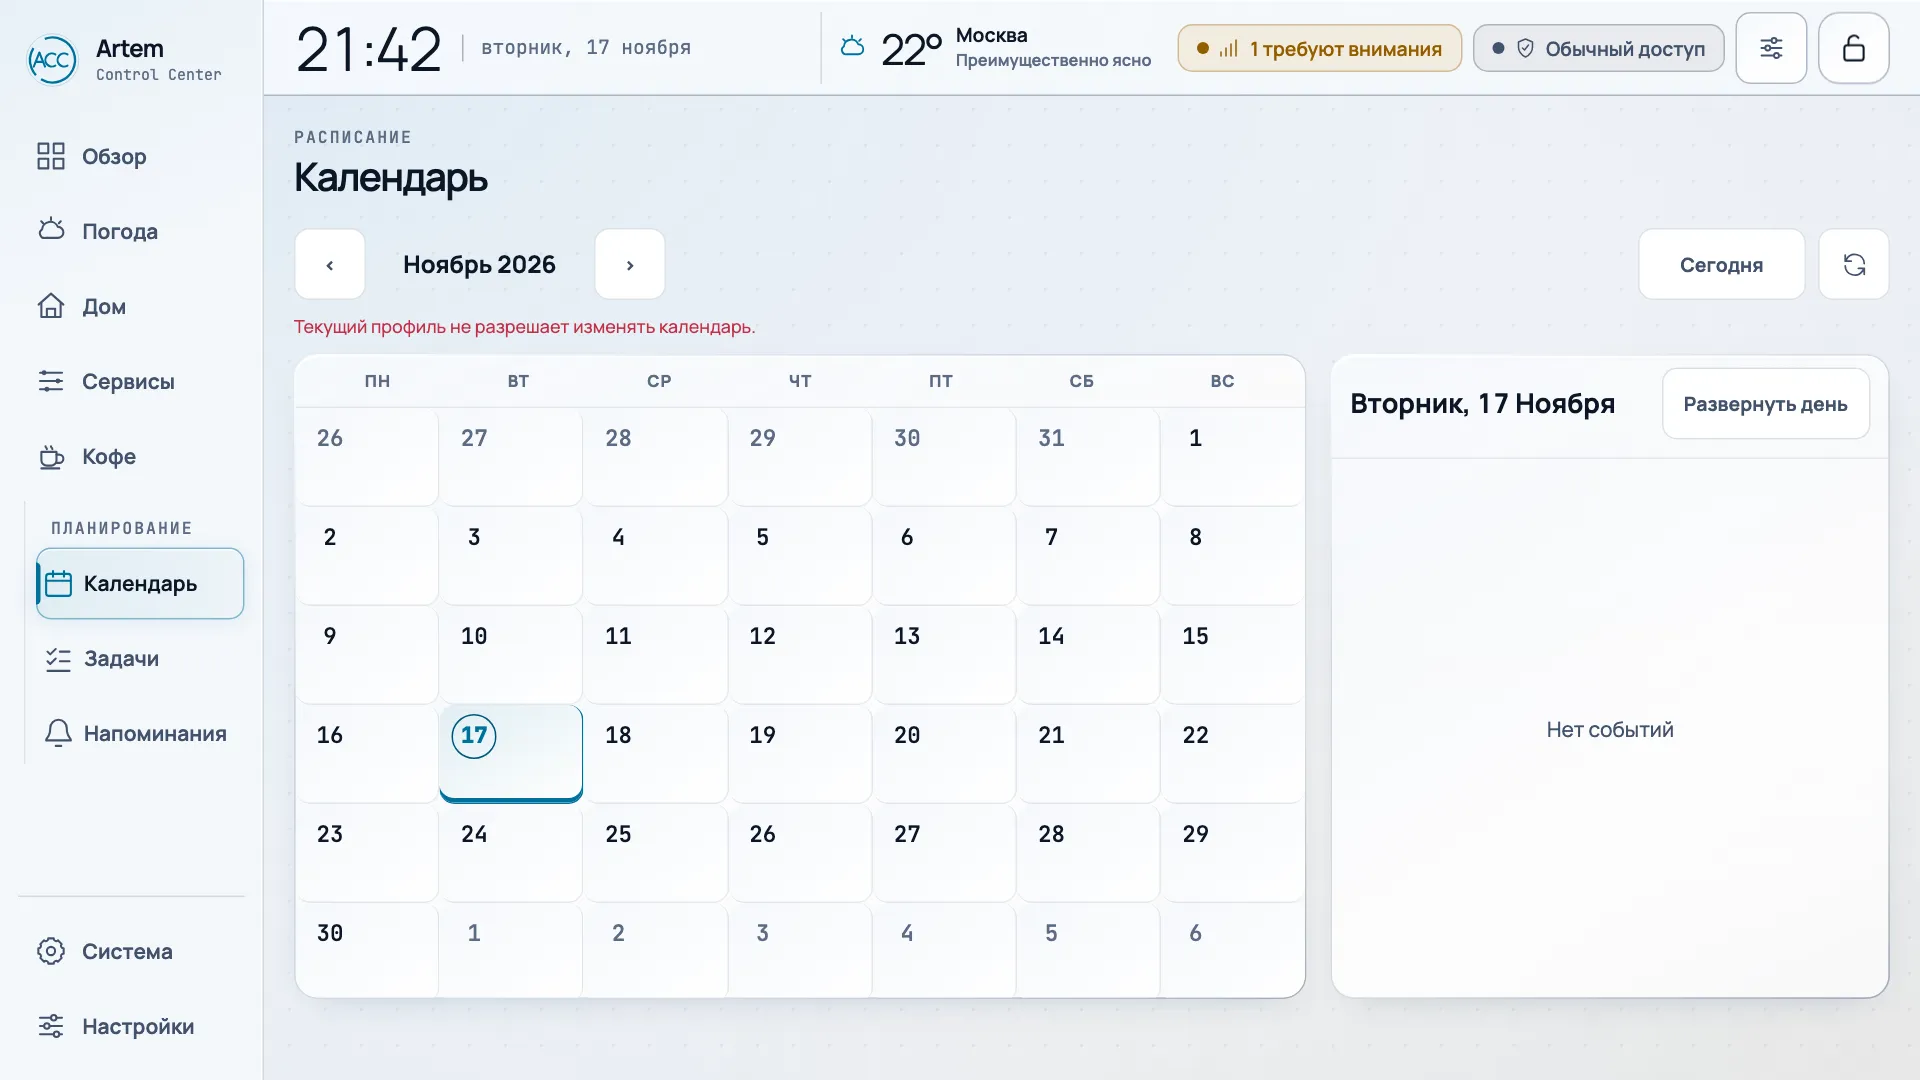 ACC
Artem
Control Center
21:42
вторник, 17 ноября
22°
Москва
Преимущественно ясно
1 требуют внимания
Обычный доступ
Обзор
Погода
Дом
Сервисы
Кофе
ПЛАНИРОВАНИЕ
Календарь
Задачи
Напоминания
Система
Настройки
РАСПИСАНИЕ
Календарь
‹ Ноябрь 2026 ›
Сегодня
Текущий профиль не разрешает изменять календарь.
ПН ВТ СР ЧТ ПТ СБ ВС
26 27 28 29 30 31 1
2 3 4 5 6 7 8
9 10 11 12 13 14 15
16 17 18 19 20 21 22
23 24 25 26 27 28 29
30 1 2 3 4 5 6
Вторник, 17 Ноября
Развернуть день
Нет событий